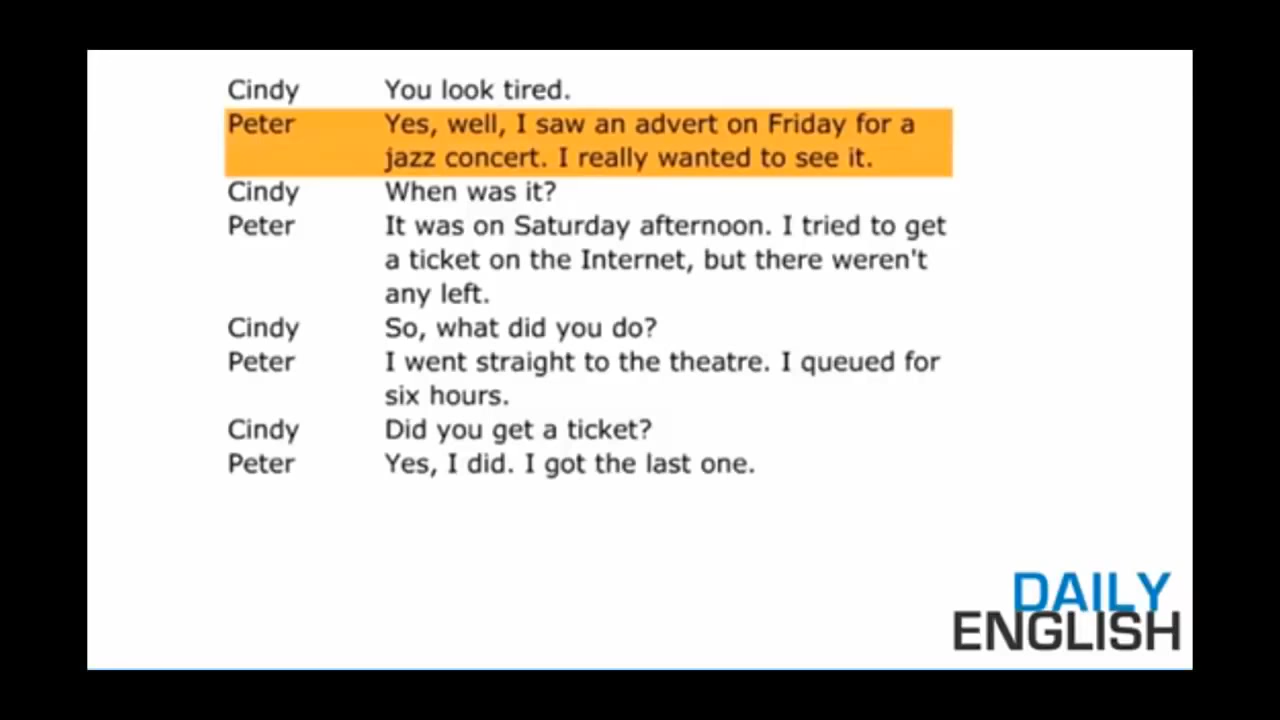 Cindy You look tired.
Peter Yes, well, I saw an advert on Friday for a
jazz concert. I really wanted to see it.
Cindy When was it?
Peter It was on Saturday afternoon. I tried to get
a ticket on the Internet, but there weren't
any left.
Cindy So, what did you do?
Peter I went straight to the theatre. I queued for
six hours.
Cindy Did you get a ticket?
Peter Yes, I did. I got the last one.
DAILY
ENGLISH